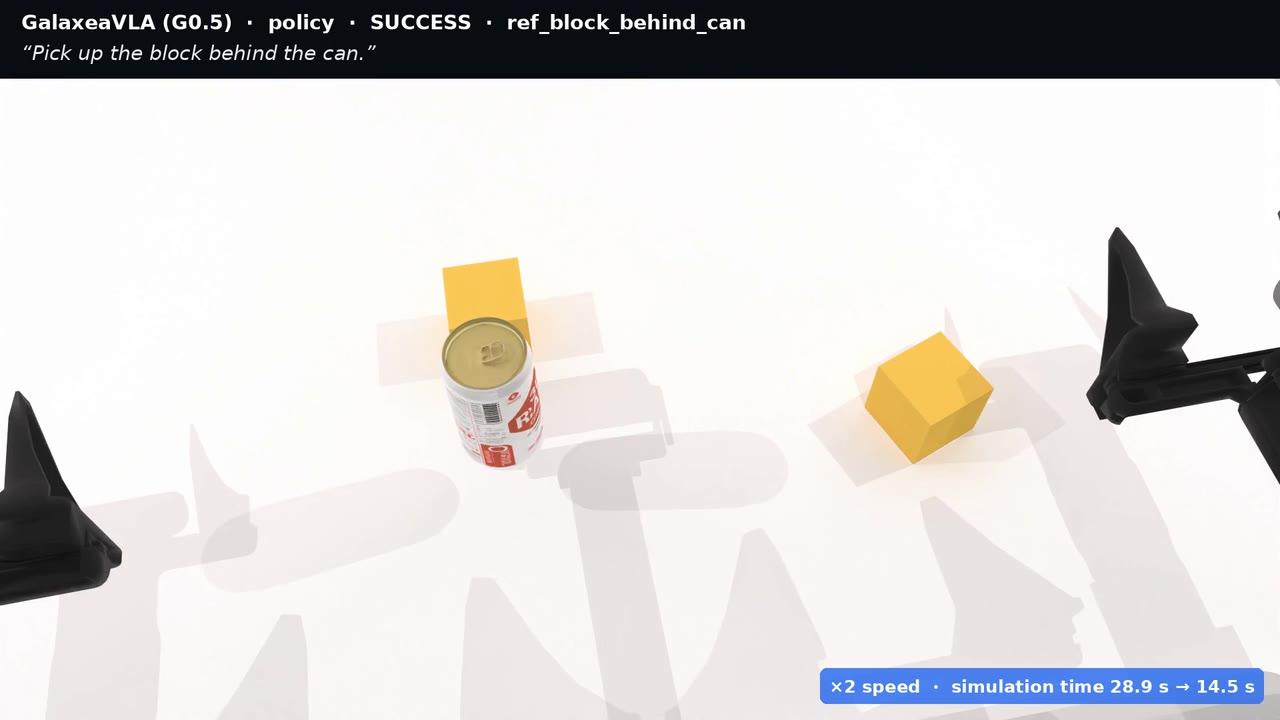 GalaxeaVLA (G0.5)  ·  policy  ·  SUCCESS  ·  ref_block_behind_can
“Pick up the block behind the can.”
×2 speed  ·  simulation time 28.9 s → 14.5 s